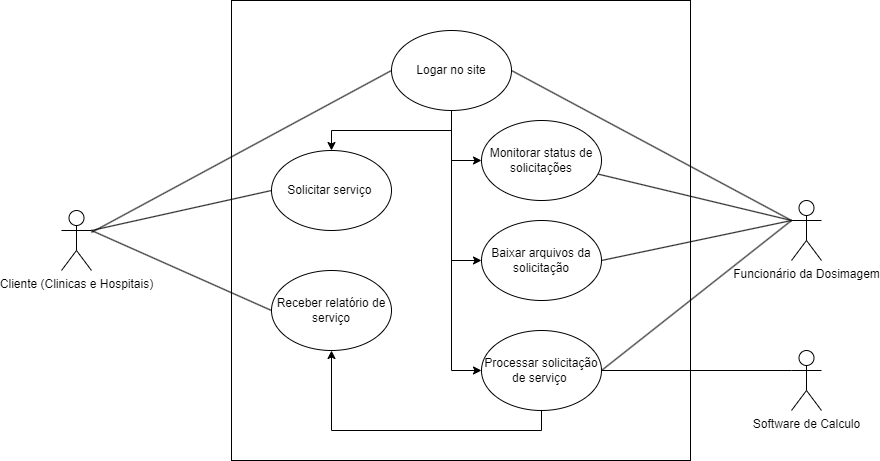 Logar no site
Monitorar status de
solicitações
Solicitar serviço
Baixar arquivos da
solicitação
Cliente (Clinicas e Hospitais)
Funcionário da Dosimagem
Receber relatório de
serviço
Processar solicitação
de serviço
Software de Calculo